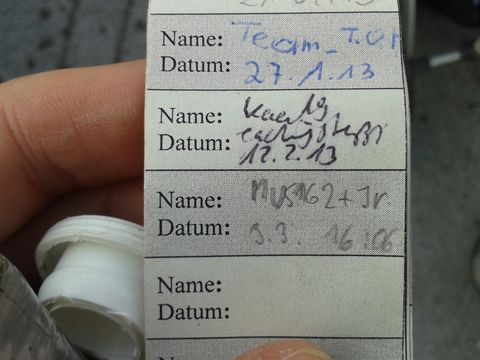 Name: Team_T.O.
Datum: 27.1.13
Name:
Datum: 12.2.13
Name: MUS162+Jr.
Datum: 3.3. 16:06
Name:
Datum:
Name: